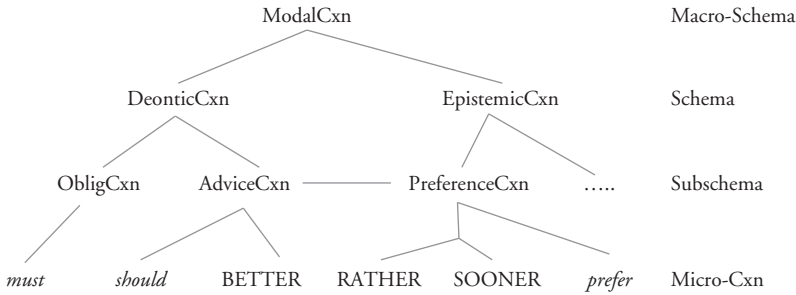 ModalCxn Macro-Schema
DeonticCxn EpistemicCxn Schema
ObligCxn AdviceCxn PreferenceCxn ..... Subschema
must should BETTER RATHER SOONER prefer Micro-Cxn